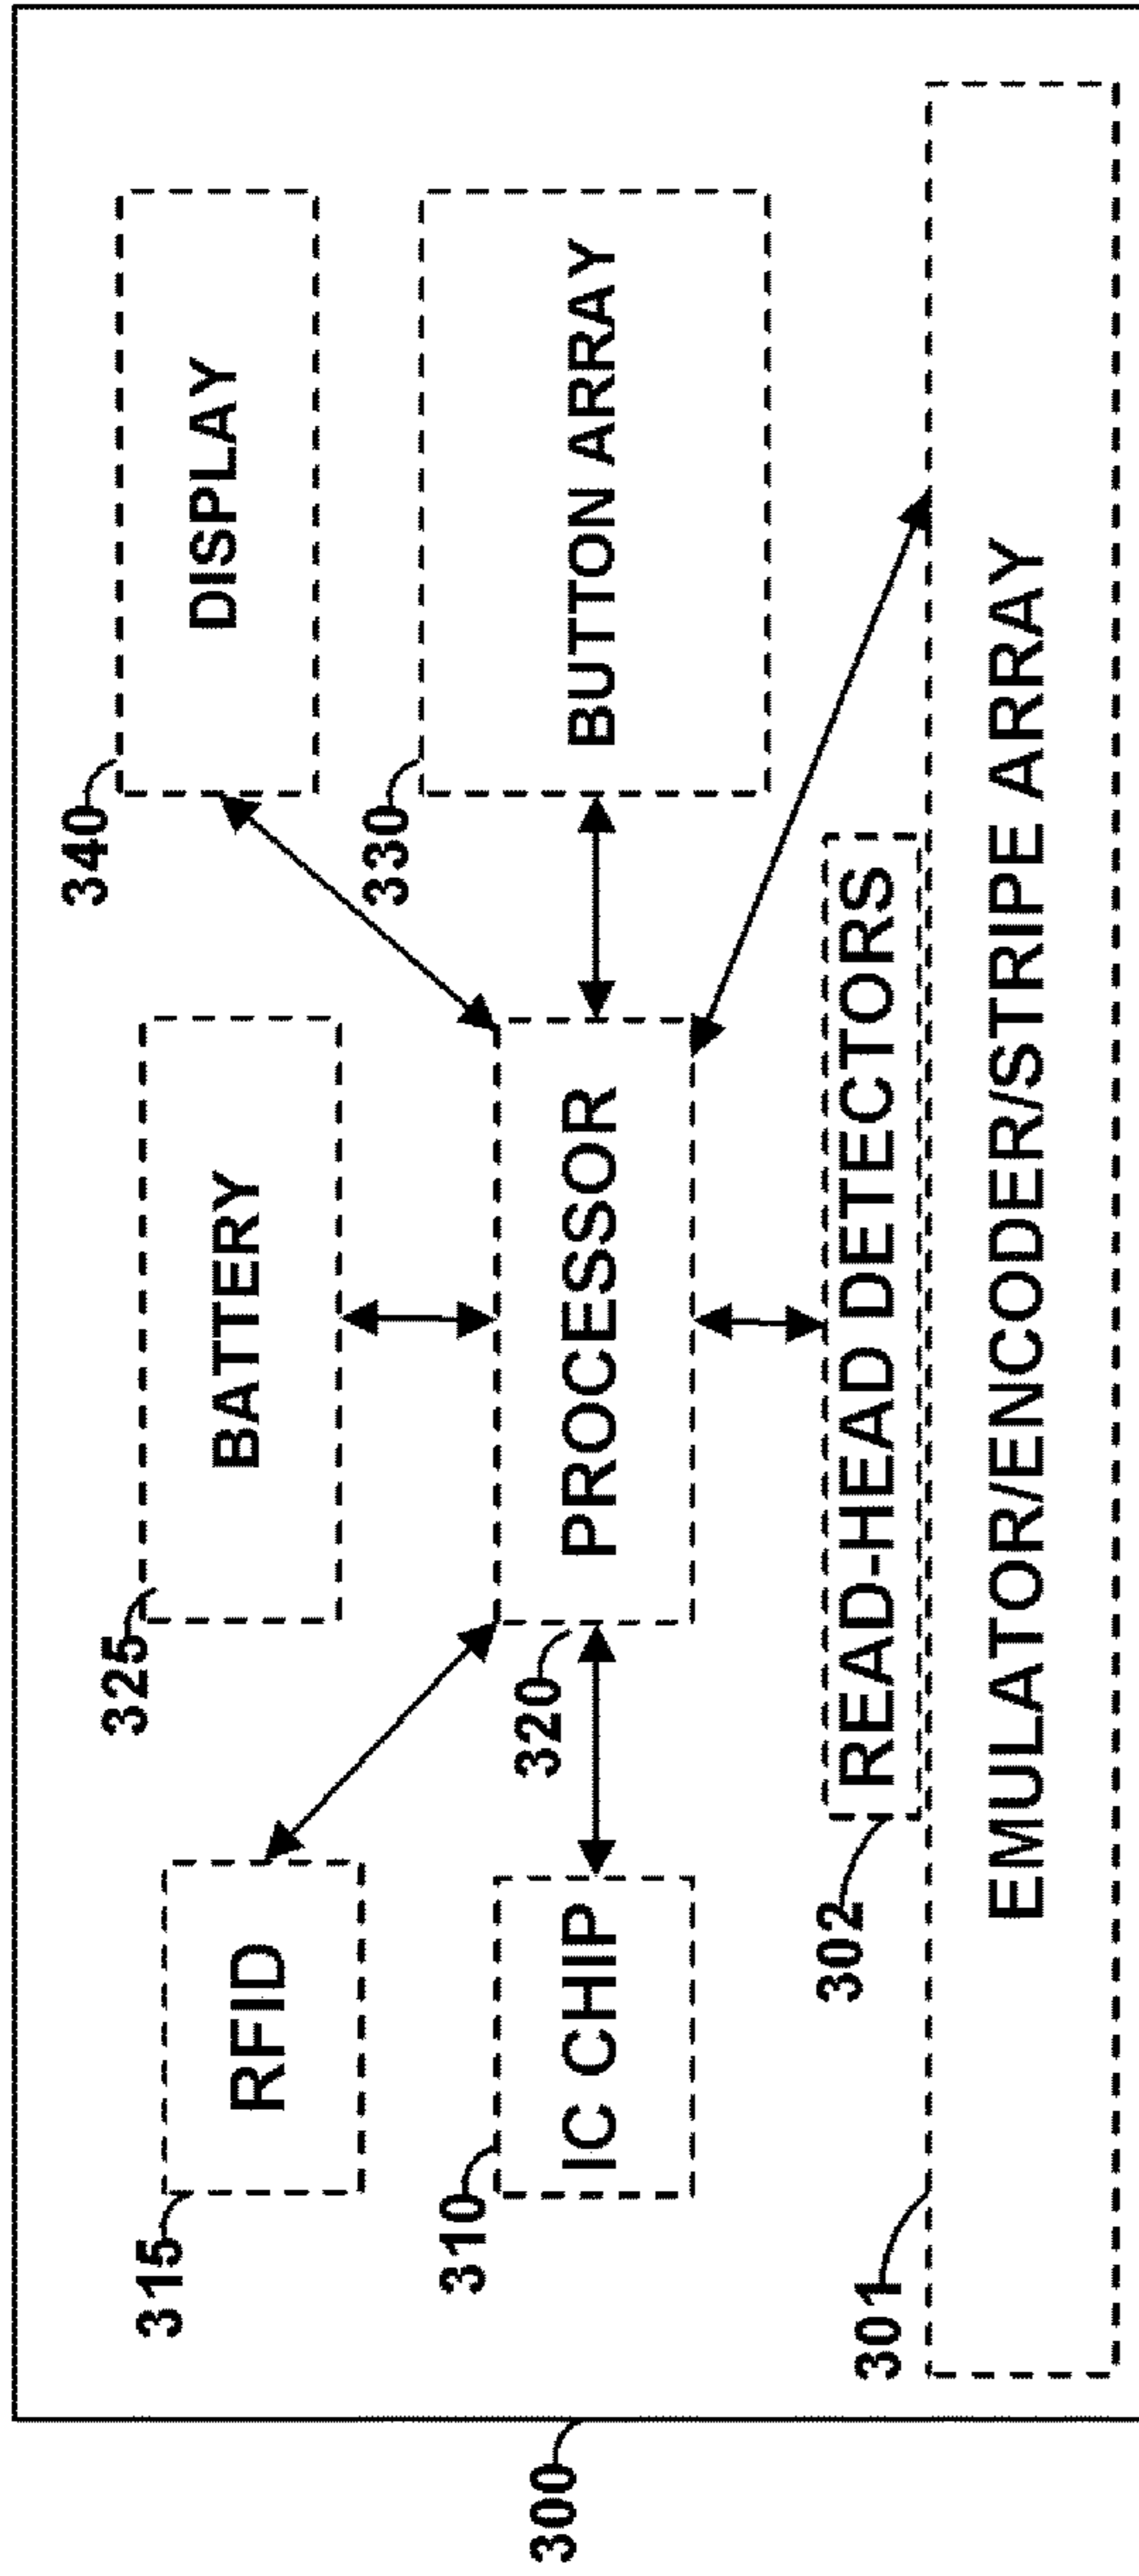 340
DISPLAY
325
BATTERY
315
RFID
330
BUTTON ARRAY
320
PROCESSOR
310
IC CHIP
302
READ-HEAD DETECTORS
301
EMULATOR/ENCODER/STRIPE ARRAY
300